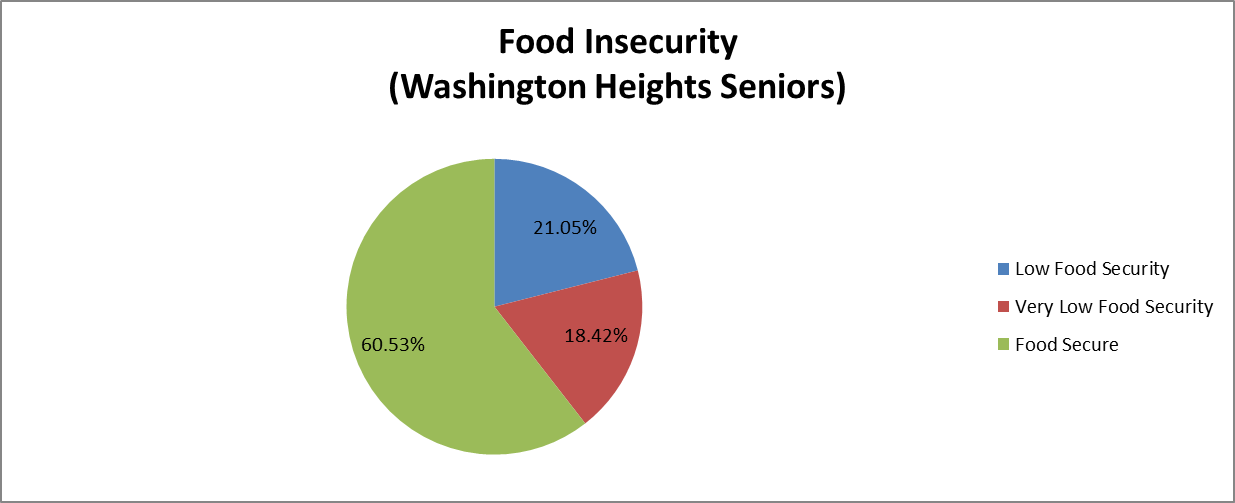 Food Insecurity
(Washington Heights Seniors)
21.05%
18.42%
60.53%
Low Food Security
Very Low Food Security
Food Secure